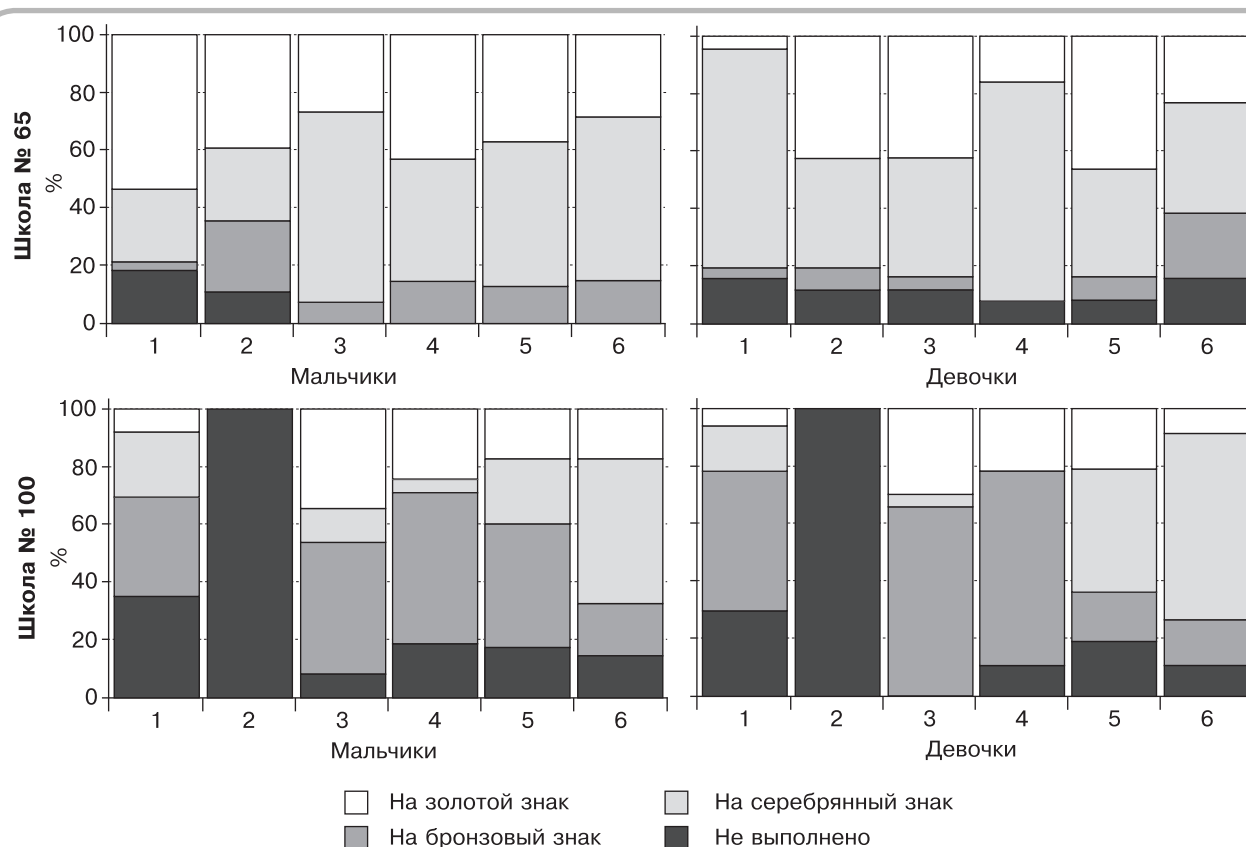 Школа № 65
%
100
80
60
40
20
0
1 2 3 4 5 6
Мальчики
1 2 3 4 5 6
Девочки
Школа № 100
%
100
80
60
40
20
0
1 2 3 4 5 6
Мальчики
1 2 3 4 5 6
Девочки
На золотой знак
На серебрянный знак
На бронзовый знак
Не выполнено